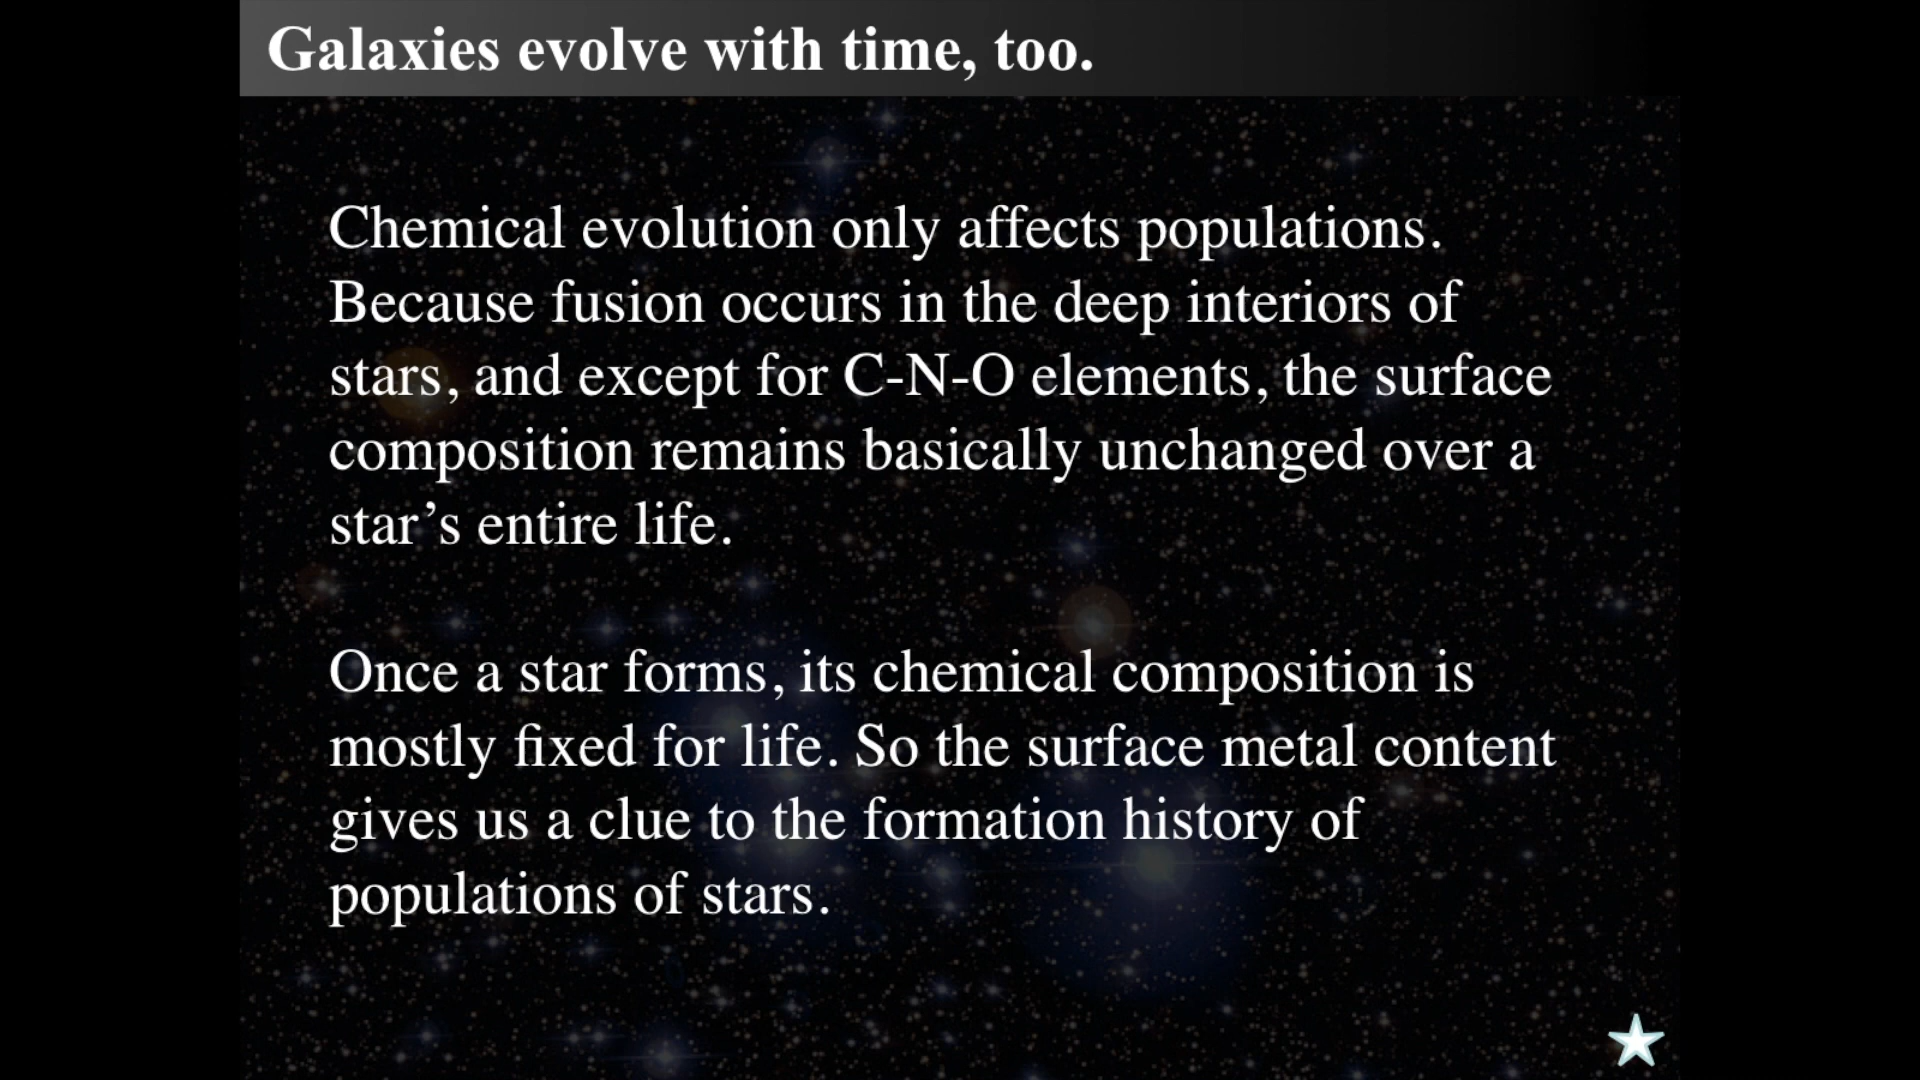 Galaxies evolve with time, too.
Chemical evolution only affects populations.
Because fusion occurs in the deep interiors of
stars, and except for C-N-O elements, the surface
composition remains basically unchanged over a
star’s entire life.
Once a star forms, its chemical composition is
mostly fixed for life. So the surface metal content
gives us a clue to the formation history of
populations of stars.